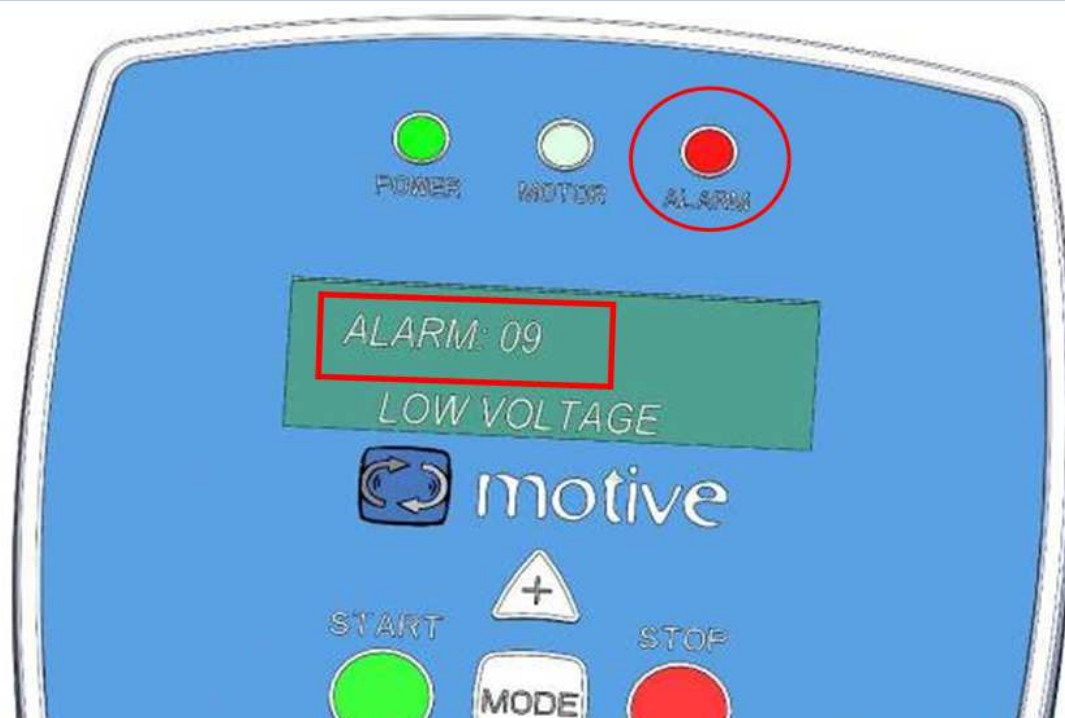 POWER MOTOR ALARM
ALARM: 09
LOW VOLTAGE
motive
+
START STOP
MODE